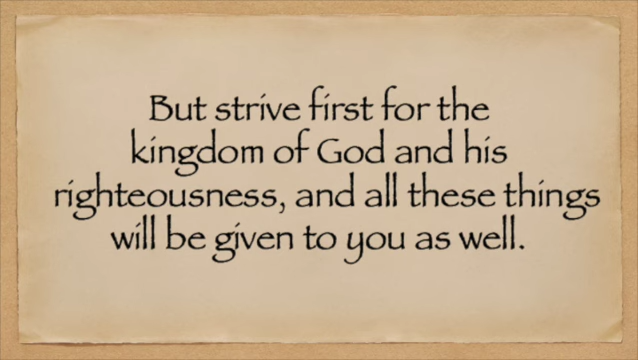 But strive first for the
kingdom of God and his
righteousness, and all these things
will be given to you as well.